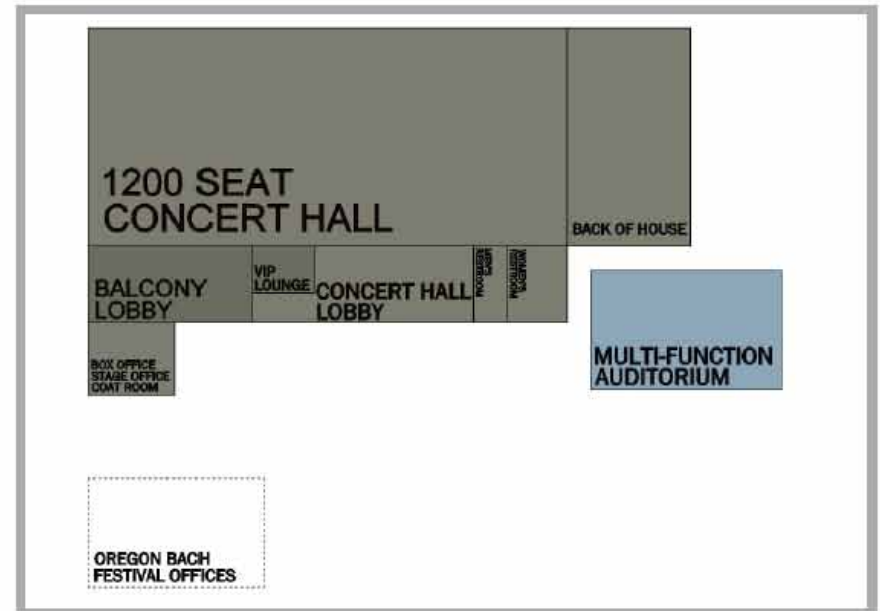 1200 SEAT
CONCERT HALL
BACK OF HOUSE
BALCONY
LOBBY
VIP
LOUNGE
CONCERT HALL
LOBBY
MEN'S
RESTROOM
WOMEN'S
RESTROOM
BOX OFFICE
STAGE OFFICE
COAT ROOM
MULTI-FUNCTION
AUDITORIUM
OREGON BACH
FESTIVAL OFFICES